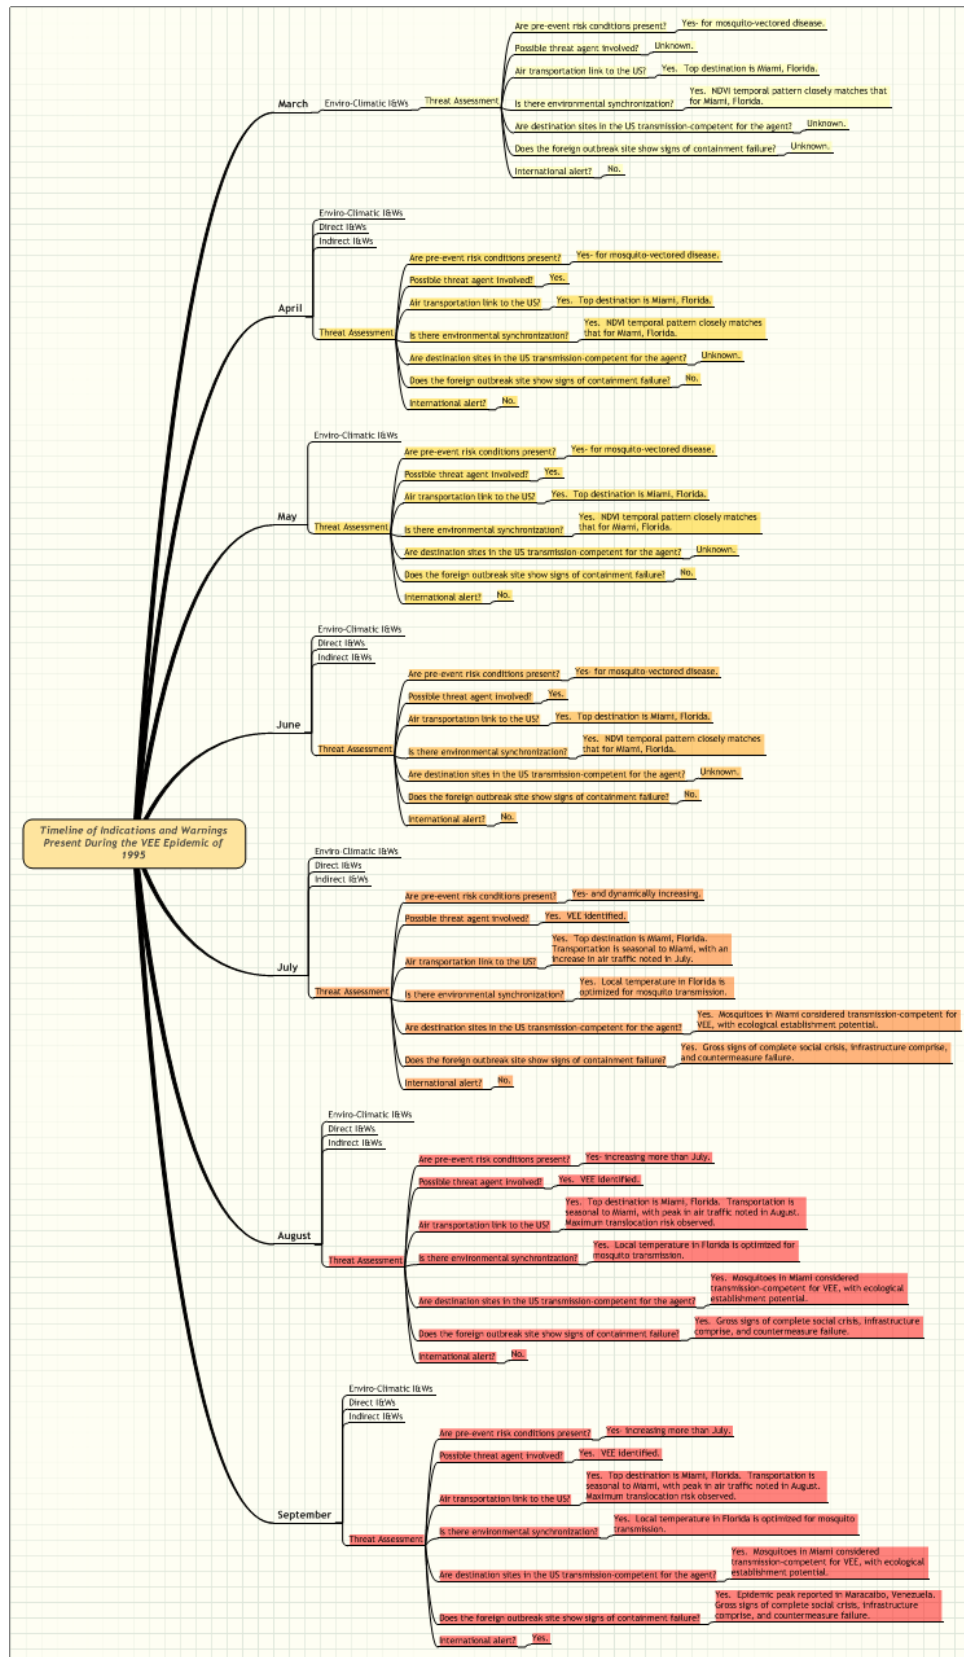 Timeline of Indications and Warnings
Present During the VEE Epidemic of
1995
March
Enviro-Climatic I&Ws
Threat Assessment
Are pre-event risk conditions present?
Yes- for mosquito-vectored disease.
Possible threat agent involved?
Unknown.
Air transportation link to the US?
Yes. Top destination is Miami, Florida.
Is there environmental synchronization?
Yes. NDVI temporal pattern closely matches that
for Miami, Florida.
Are destination sites in the US transmission-competent for the agent?
Unknown.
Does the foreign outbreak site show signs of containment failure?
Unknown.
International alert?
No.
April
Enviro-Climatic I&Ws
Direct I&Ws
Indirect I&Ws
Threat Assessment
Are pre-event risk conditions present?
Yes- for mosquito-vectored disease.
Possible threat agent involved?
Yes.
Air transportation link to the US?
Yes. Top destination is Miami, Florida.
Is there environmental synchronization?
Yes. NDVI temporal pattern closely matches
that for Miami, Florida.
Are destination sites in the US transmission-competent for the agent?
Unknown.
Does the foreign outbreak site show signs of containment failure?
No.
International alert?
No.
May
Enviro-Climatic I&Ws
Threat Assessment
Are pre-event risk conditions present?
Yes- for mosquito-vectored disease.
Possible threat agent involved?
Yes.
Air transportation link to the US?
Yes. Top destination is Miami, Florida.
Is there environmental synchronization?
Yes. NDVI temporal pattern closely matches
that for Miami, Florida.
Are destination sites in the US transmission-competent for the agent?
Unknown.
Does the foreign outbreak site show signs of containment failure?
No.
International alert?
No.
June
Enviro-Climatic I&Ws
Direct I&Ws
Indirect I&Ws
Threat Assessment
Are pre-event risk conditions present?
Yes- for mosquito-vectored disease.
Possible threat agent involved?
Yes.
Air transportation link to the US?
Yes. Top destination is Miami, Florida.
Is there environmental synchronization?
Yes. NDVI temporal pattern closely matches
that for Miami, Florida.
Are destination sites in the US transmission-competent for the agent?
Unknown.
Does the foreign outbreak site show signs of containment failure?
No.
International alert?
No.
July
Enviro-Climatic I&Ws
Direct I&Ws
Indirect I&Ws
Threat Assessment
Are pre-event risk conditions present?
Yes- and dynamically increasing.
Possible threat agent involved?
Yes. VEE identified.
Air transportation link to the US?
Yes. Top destination is Miami, Florida.
Transportation is seasonal to Miami, with an
increase in air traffic noted in July.
Is there environmental synchronization?
Yes. Local temperature in Florida is
optimized for mosquito transmission.
Are destination sites in the US transmission-competent for the agent?
Yes. Mosquitoes in Miami considered transmission-competent for
VEE, with ecological establishment potential.
Does the foreign outbreak site show signs of containment failure?
Yes. Gross signs of complete social crisis, infrastructure comprise,
and countermeasure failure.
International alert?
No.
August
Enviro-Climatic I&Ws
Direct I&Ws
Indirect I&Ws
Threat Assessment
Are pre-event risk conditions present?
Yes- increasing more than July.
Possible threat agent involved?
Yes. VEE identified.
Air transportation link to the US?
Yes. Top destination is Miami, Florida. Transportation is
seasonal to Miami, with peak in air traffic noted in August.
Maximum translocation risk observed.
Is there environmental synchronization?
Yes. Local temperature in Florida is optimized for
mosquito transmission.
Are destination sites in the US transmission-competent for the agent?
Yes. Mosquitoes in Miami considered
transmission-competent for VEE, with ecological
establishment potential.
Does the foreign outbreak site show signs of containment failure?
Yes. Gross signs of complete social crisis, infrastructure
comprise, and countermeasure failure.
International alert?
No.
September
Enviro-Climatic I&Ws
Direct I&Ws
Indirect I&Ws
Threat Assessment
Are pre-event risk conditions present?
Yes- increasing more than July.
Possible threat agent involved?
Yes. VEE identified.
Air transportation link to the US?
Yes. Top destination is Miami, Florida. Transportation is
seasonal to Miami, with peak in air traffic noted in August.
Maximum translocation risk observed.
Is there environmental synchronization?
Yes. Local temperature in Florida is optimized for mosquito
transmission.
Are destination sites in the US transmission-competent for the agent?
Yes. Mosquitoes in Miami considered
transmission-competent for VEE, with ecological
establishment potential.
Does the foreign outbreak site show signs of containment failure?
Yes. Epidemic peak reported in Maracaibo, Venezuela.
Gross signs of complete social crisis, infrastructure
comprise, and countermeasure failure.
International alert?
Yes.